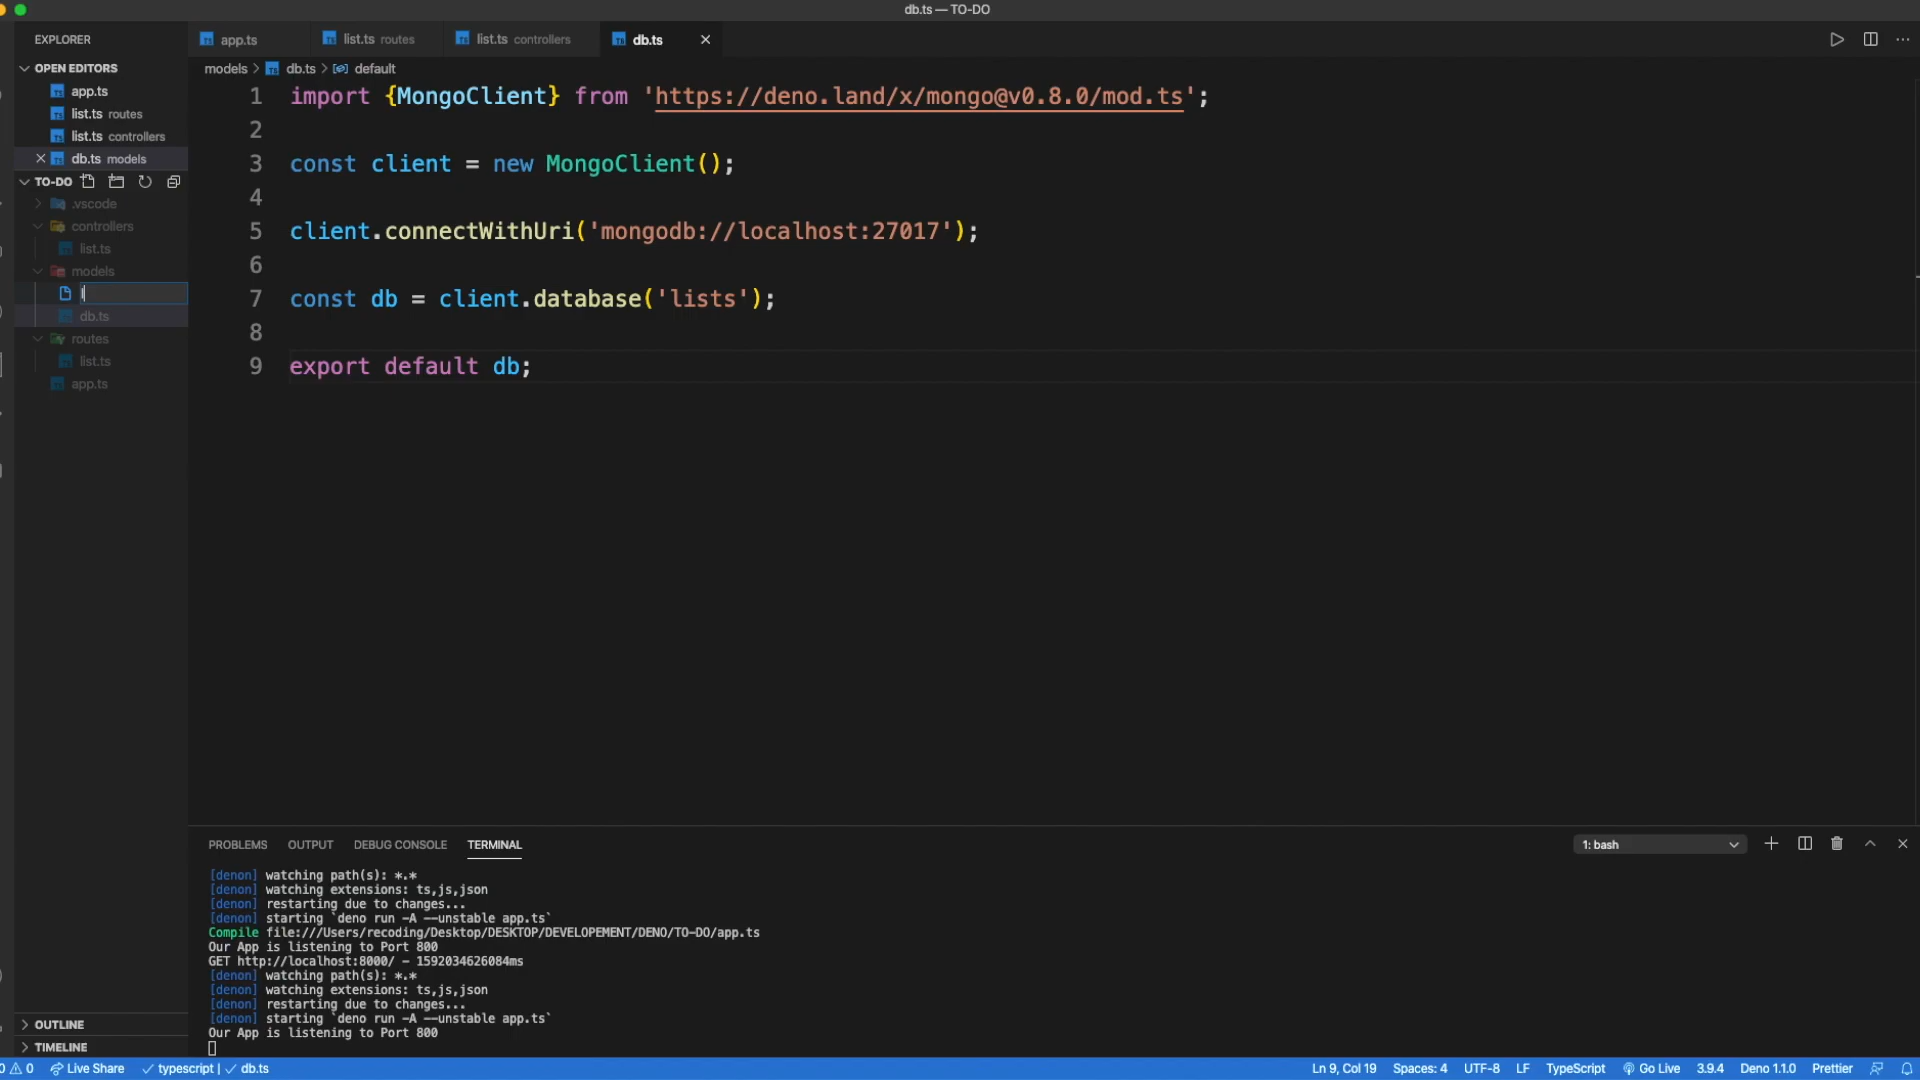 db.ts — TO-DO
EXPLORER
app.ts
list.ts routes
list.ts controllers
db.ts
OPEN EDITORS
models > db.ts > default
app.ts
list.ts routes
list.ts controllers
db.ts models
TO-DO
.vscode
controllers
list.ts
models
l
db.ts
routes
list.ts
app.ts
1 import {MongoClient} from 'https://deno.land/x/mongo@v0.8.0/mod.ts';
2
3 const client = new MongoClient();
4
5 client.connectWithUri('mongodb://localhost:27017');
6
7 const db = client.database('lists');
8
9 export default db;
PROBLEMS OUTPUT DEBUG CONSOLE TERMINAL
1: bash
[denon] watching path(s): *.*
[denon] watching extensions: ts,js,json
[denon] restarting due to changes...
[denon] starting `deno run -A --unstable app.ts`
Compile file:///Users/recoding/Desktop/DESKTOP/DEVELOPEMENT/DENO/TO-DO/app.ts
Our App is listening to Port 800
GET http://localhost:8000/ - 1592034626084ms
[denon] watching path(s): *.*
[denon] watching extensions: ts,js,json
[denon] restarting due to changes...
[denon] starting `deno run -A --unstable app.ts`
Our App is listening to Port 800
OUTLINE
TIMELINE
0 0 Live Share typescript | db.ts
Ln 9, Col 19 Spaces: 4 UTF-8 LF TypeScript Go Live 3.9.4 Deno 1.1.0 Prettier